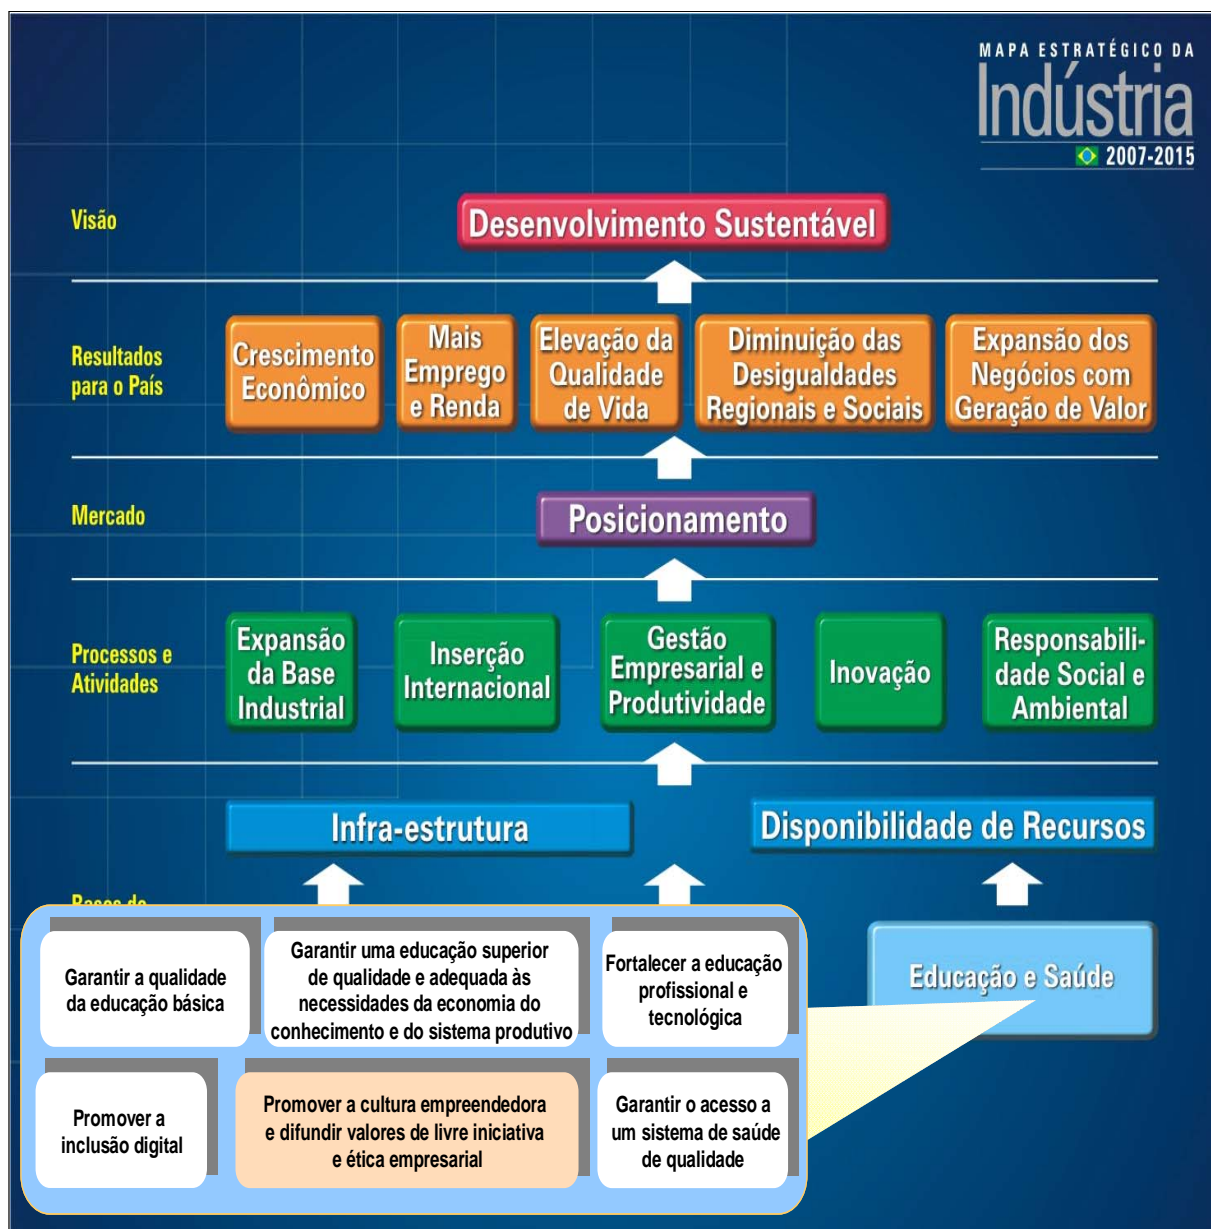 MAPA ESTRATÉGICO DA
Indústria
2007-2015
Visão
Desenvolvimento Sustentável
Resultados
para o País
Crescimento
Econômico
Mais
Emprego
e Renda
Elevação da
Qualidade
de Vida
Diminuição das
Desigualdades
Regionais e Sociais
Expansão dos
Negócios com
Geração de Valor
Mercado
Posicionamento
Processos e
Atividades
Expansão
da Base
Industrial
Inserção
Internacional
Gestão
Empresarial e
Produtividade
Inovação
Responsabili-
dade Social e
Ambiental
Infra-estrutura
Disponibilidade de Recursos
Bases de
Educação e Saúde
Garantir a qualidade
da educação básica
Garantir uma educação superior
de qualidade e adequada às
necessidades da economia do
conhecimento e do sistema produtivo
Fortalecer a educação
profissional e
tecnológica
Promover a
inclusão digital
Promover a cultura empreendedora
e difundir valores de livre iniciativa
e ética empresarial
Garantir o acesso a
um sistema de saúde
de qualidade